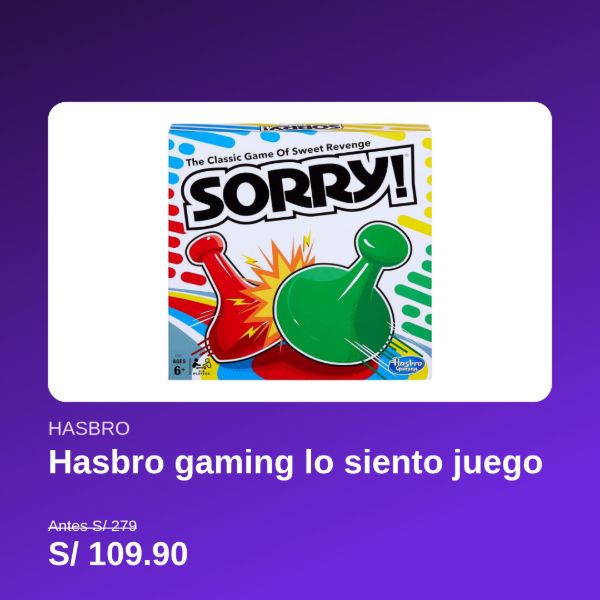 The Classic Game Of Sweet Revenge
SORRY!
AGES
6+
Hasbro
Gaming
HASBRO
Hasbro gaming lo siento juego
Antes S/ 279
S/ 109.90